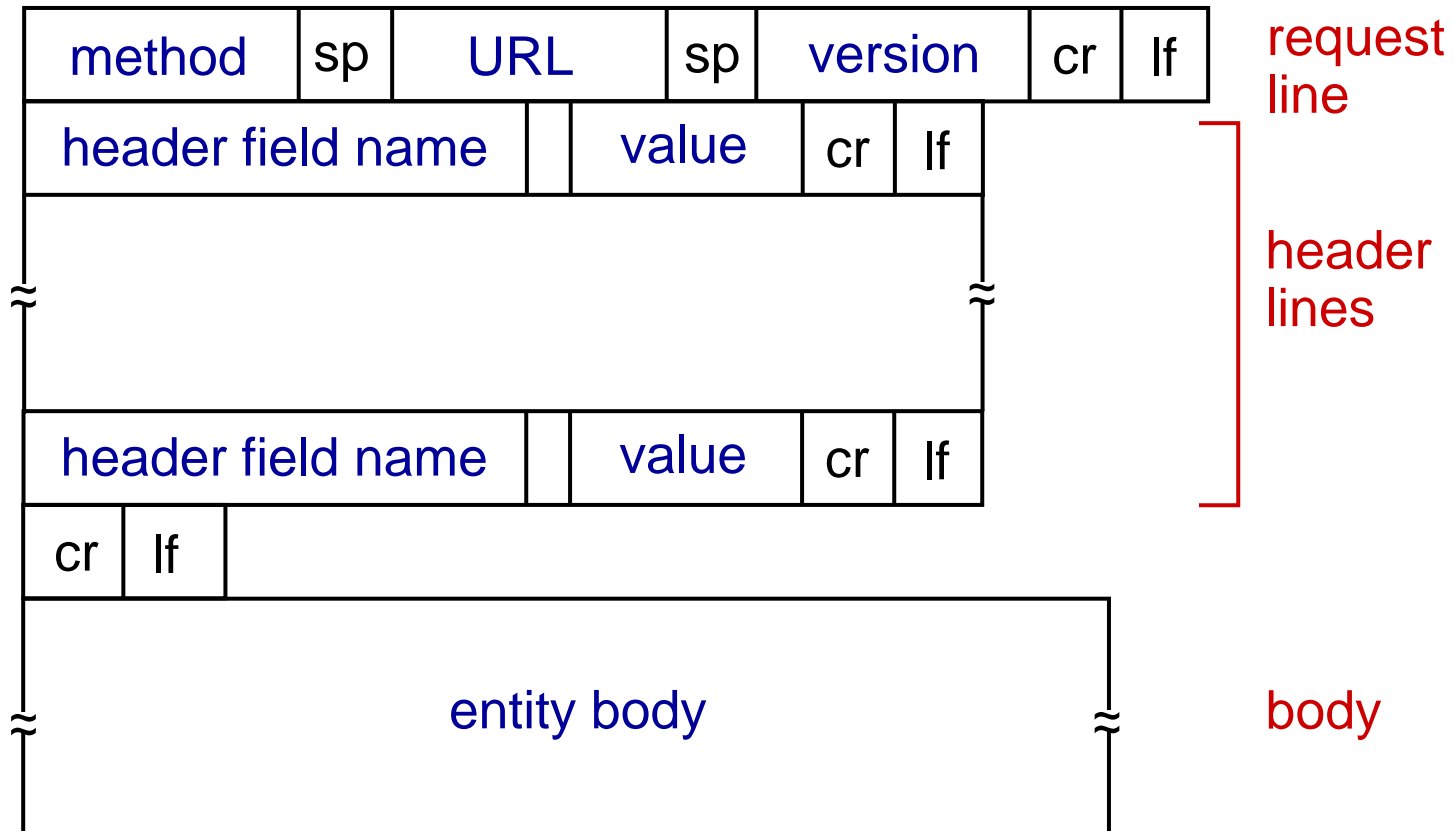 method sp URL sp version cr lf request
line
header field name value cr lf
header
lines
header field name value cr lf
cr lf
entity body body